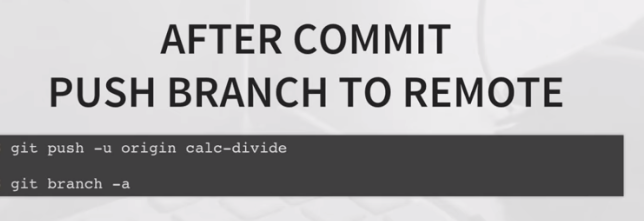 AFTER COMMIT
PUSH BRANCH TO REMOTE
git push -u origin calc-divide
git branch -a